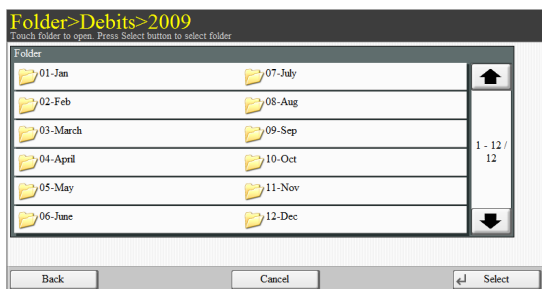 Folder>Debits>2009
Touch folder to open. Press Select button to select folder
Folder
01-Jan
02-Feb
03-March
04-April
05-May
06-June
07-July
08-Aug
09-Sep
10-Oct
11-Nov
12-Dec
1 - 12 /
12
Back
Cancel
Select